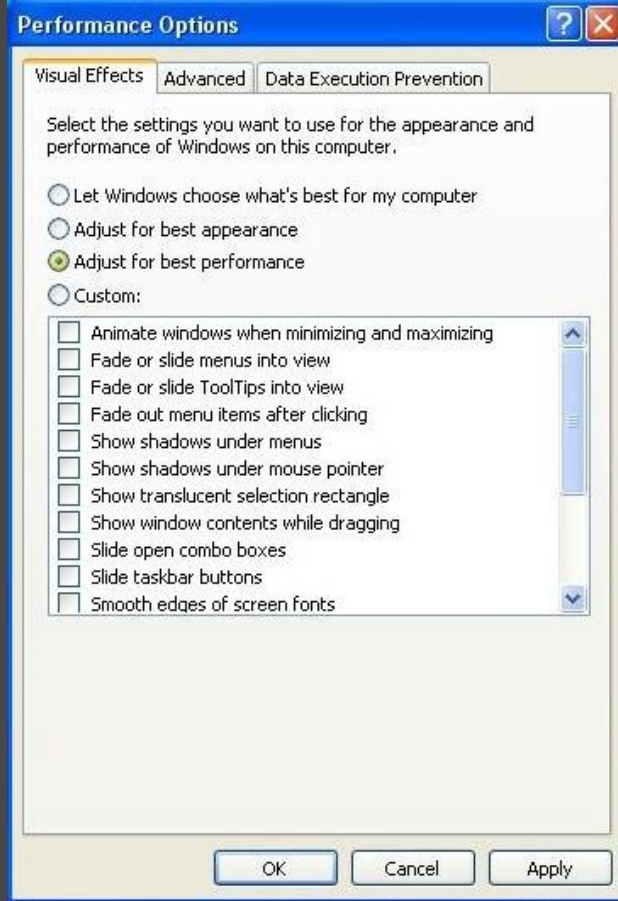 Performance Options
Visual Effects Advanced Data Execution Prevention
Select the settings you want to use for the appearance and
performance of Windows on this computer.
Let Windows choose what's best for my computer
Adjust for best appearance
Adjust for best performance
Custom:
Animate windows when minimizing and maximizing
Fade or slide menus into view
Fade or slide ToolTips into view
Fade out menu items after clicking
Show shadows under menus
Show shadows under mouse pointer
Show translucent selection rectangle
Show window contents while dragging
Slide open combo boxes
Slide taskbar buttons
Smooth edges of screen fonts
OK Cancel Apply